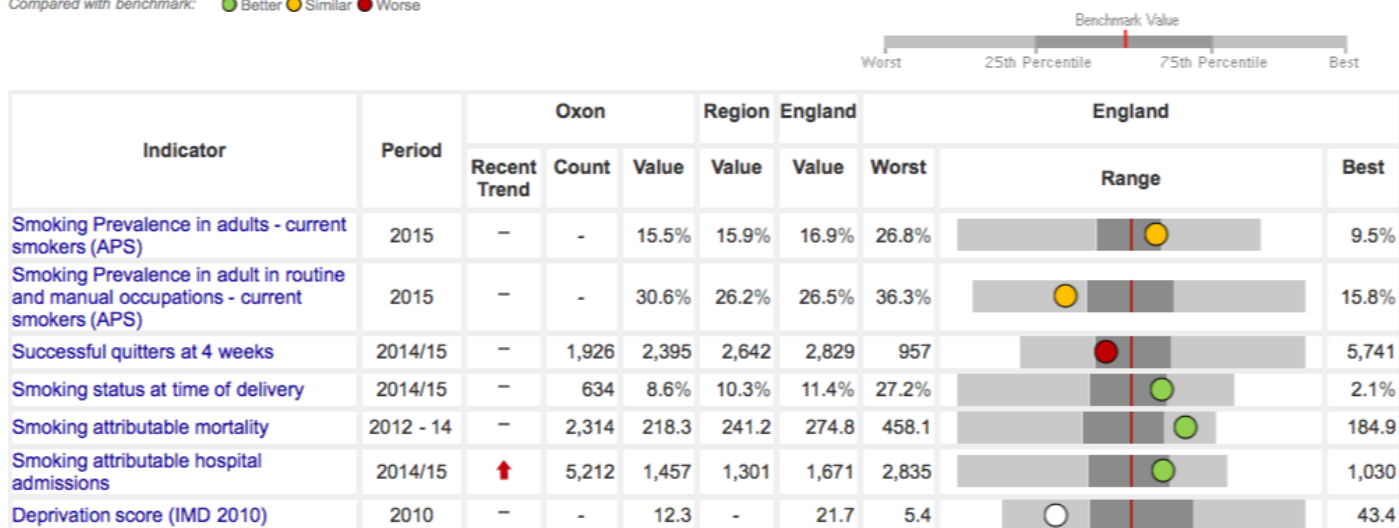 Compared with benchmark: Better Similar Worse
Benchmark Value
Worst 25th Percentile 75th Percentile Best
Indicator Period Oxon Region England England
Recent Trend Count Value Value Value Worst Range Best
Smoking Prevalence in adults - current smokers (APS) 2015 – - 15.5% 15.9% 16.9% 26.8% 9.5%
Smoking Prevalence in adult in routine and manual occupations - current smokers (APS) 2015 – - 30.6% 26.2% 26.5% 36.3% 15.8%
Successful quitters at 4 weeks 2014/15 – 1,926 2,395 2,642 2,829 957 5,741
Smoking status at time of delivery 2014/15 – 634 8.6% 10.3% 11.4% 27.2% 2.1%
Smoking attributable mortality 2012 - 14 – 2,314 218.3 241.2 274.8 458.1 184.9
Smoking attributable hospital admissions 2014/15 5,212 1,457 1,301 1,671 2,835 1,030
Deprivation score (IMD 2010) 2010 – - 12.3 - 21.7 5.4 43.4